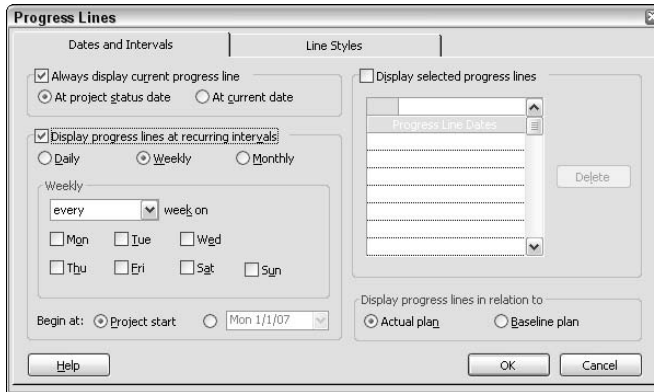 Progress Lines
Dates and Intervals
Line Styles
Always display current progress line
At project status date
At current date
Display progress lines at recurring intervals
Daily
Weekly
Monthly
Weekly
every
week on
Mon
Tue
Wed
Thu
Fri
Sat
Sun
Begin at:
Project start
Mon 1/1/07
Display selected progress lines
Progress Line Dates
Delete
Display progress lines in relation to
Actual plan
Baseline plan
Help
OK
Cancel